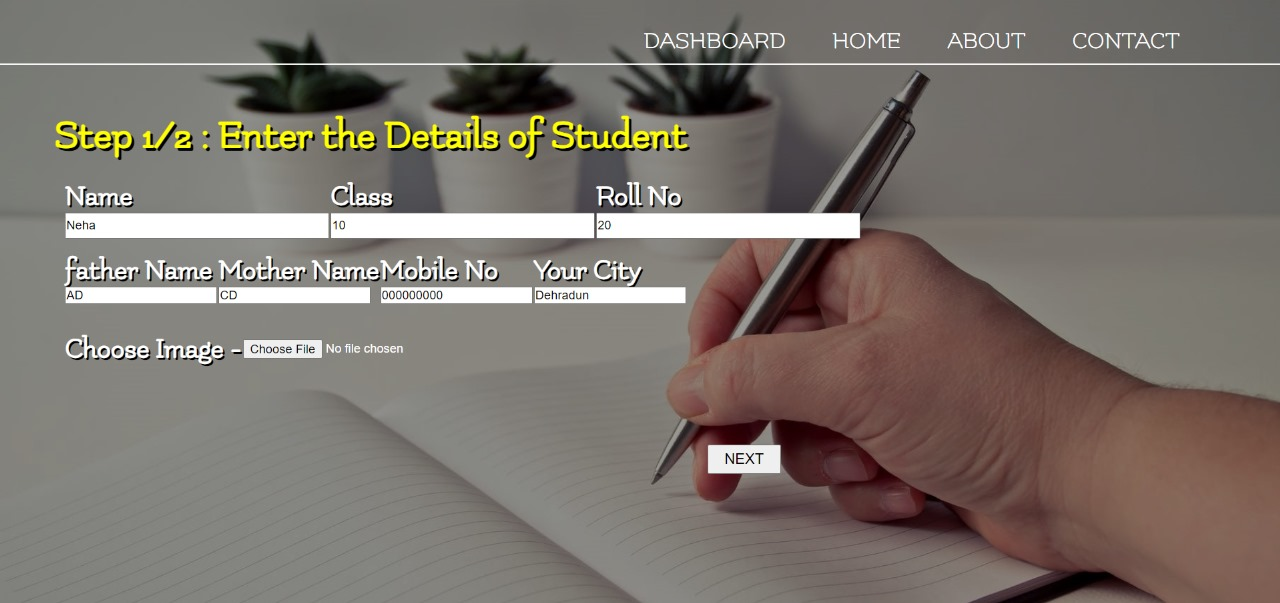 DASHBOARD HOME ABOUT CONTACT
Step 1/2 : Enter the Details of Student
Name Class Roll No
Neha 10 20
father Name Mother Name Mobile No Your City
AD CD 000000000 Dehradun
Choose Image - Choose File No file chosen
NEXT